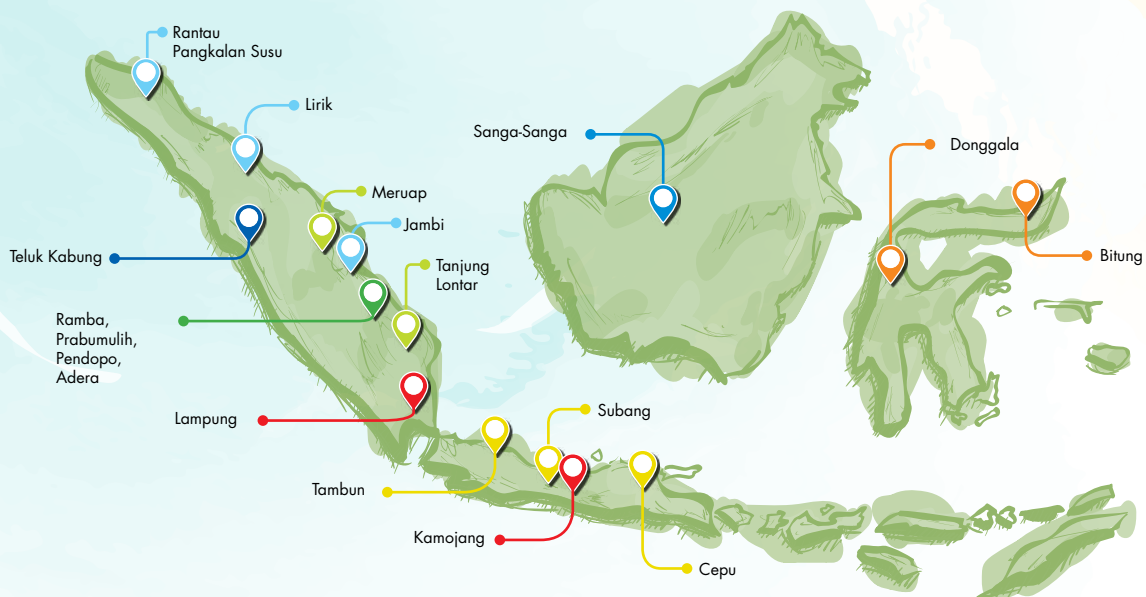 Rantau
Pangkalan Susu
Lirik
Sanga-Sanga
Donggala
Meruap
Jambi
Teluk Kabung
Bitung
Tanjung
Lontar
Ramba,
Prabumulih,
Pendopo,
Adera
Lampung
Subang
Tambun
Kamojang
Cepu